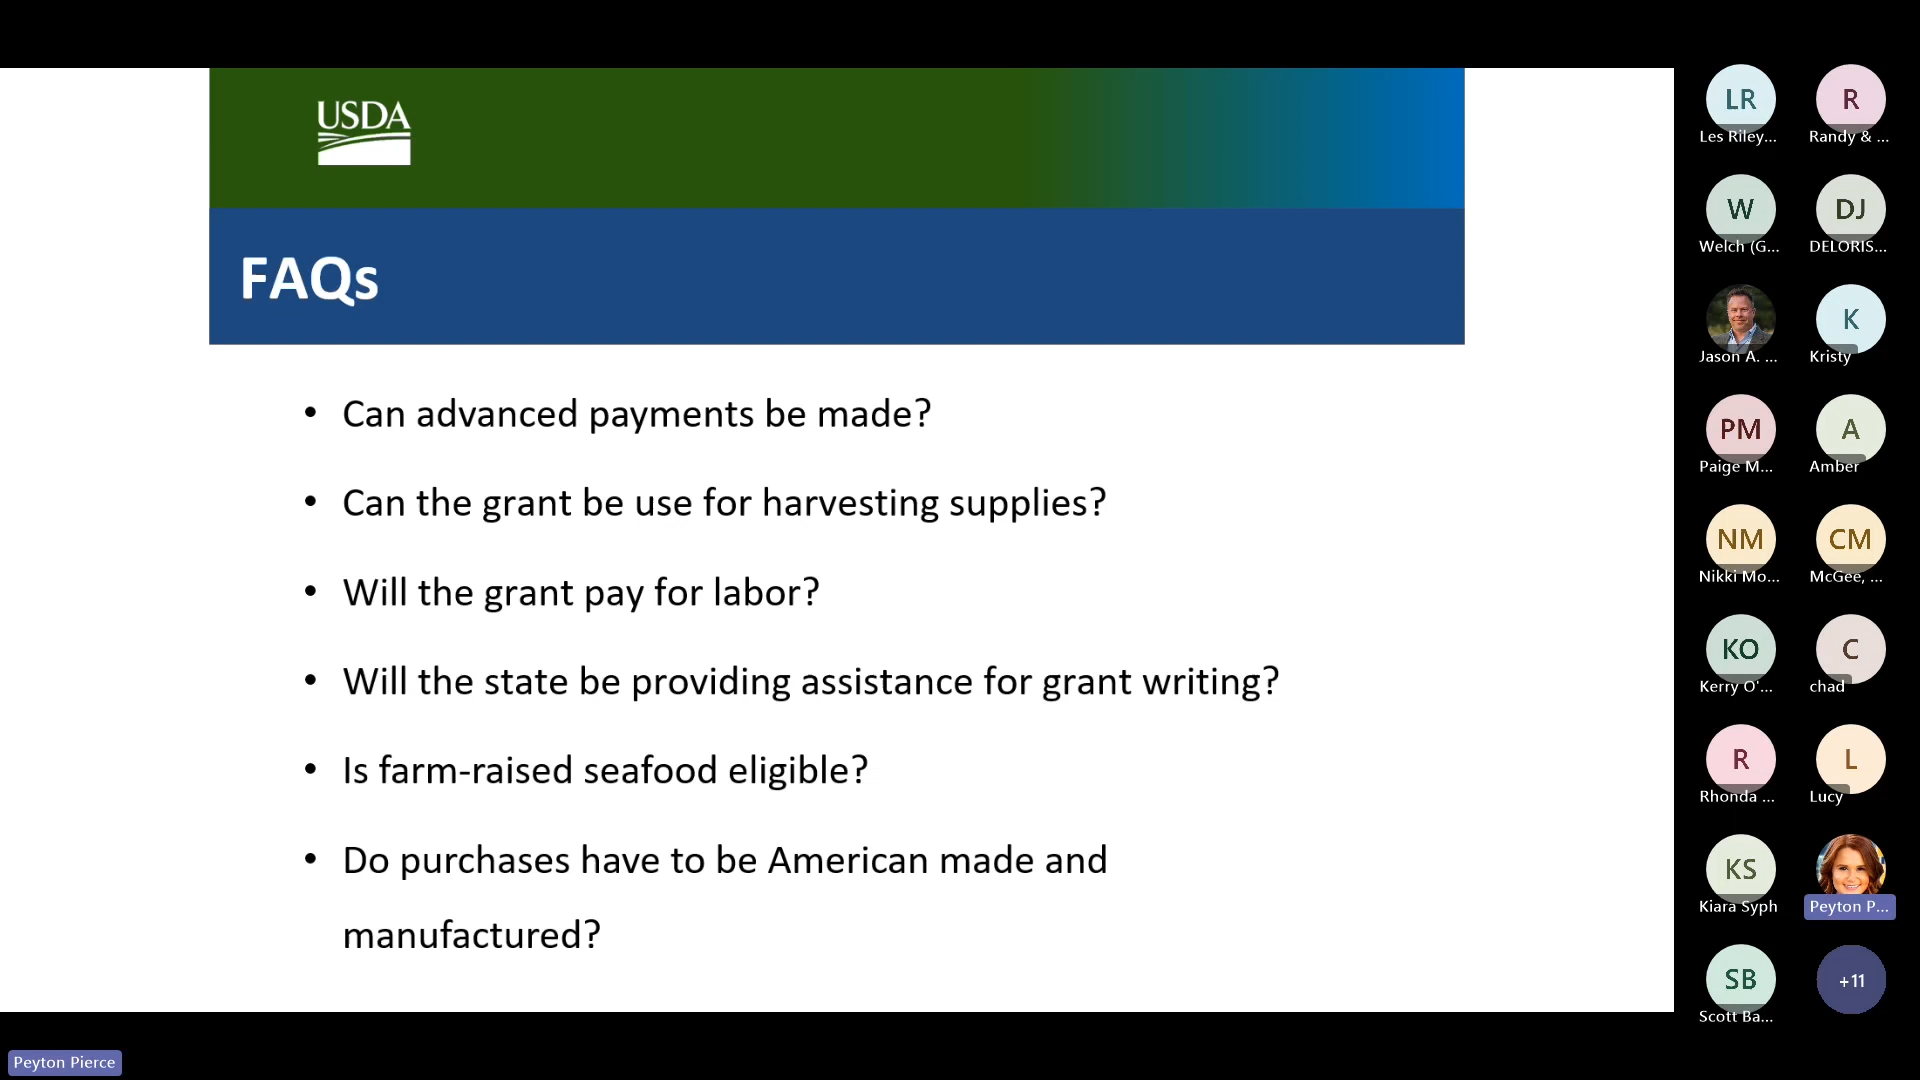 USDA
FAQs
• Can advanced payments be made?
• Can the grant be use for harvesting supplies?
• Will the grant pay for labor?
• Will the state be providing assistance for grant writing?
• Is farm-raised seafood eligible?
• Do purchases have to be American made and
manufactured?
LR
Les Riley...
R
Randy & ...
W
Welch (G...
DJ
DELORIS...
Jason A. ...
K
Kristy
PM
Paige M...
A
Amber
NM
Nikki Mo...
CM
McGee, ...
KO
Kerry O'...
C
chad
R
Rhonda ...
L
Lucy
KS
Kiara Syph
Peyton P...
SB
Scott Ba...
+11
Peyton Pierce